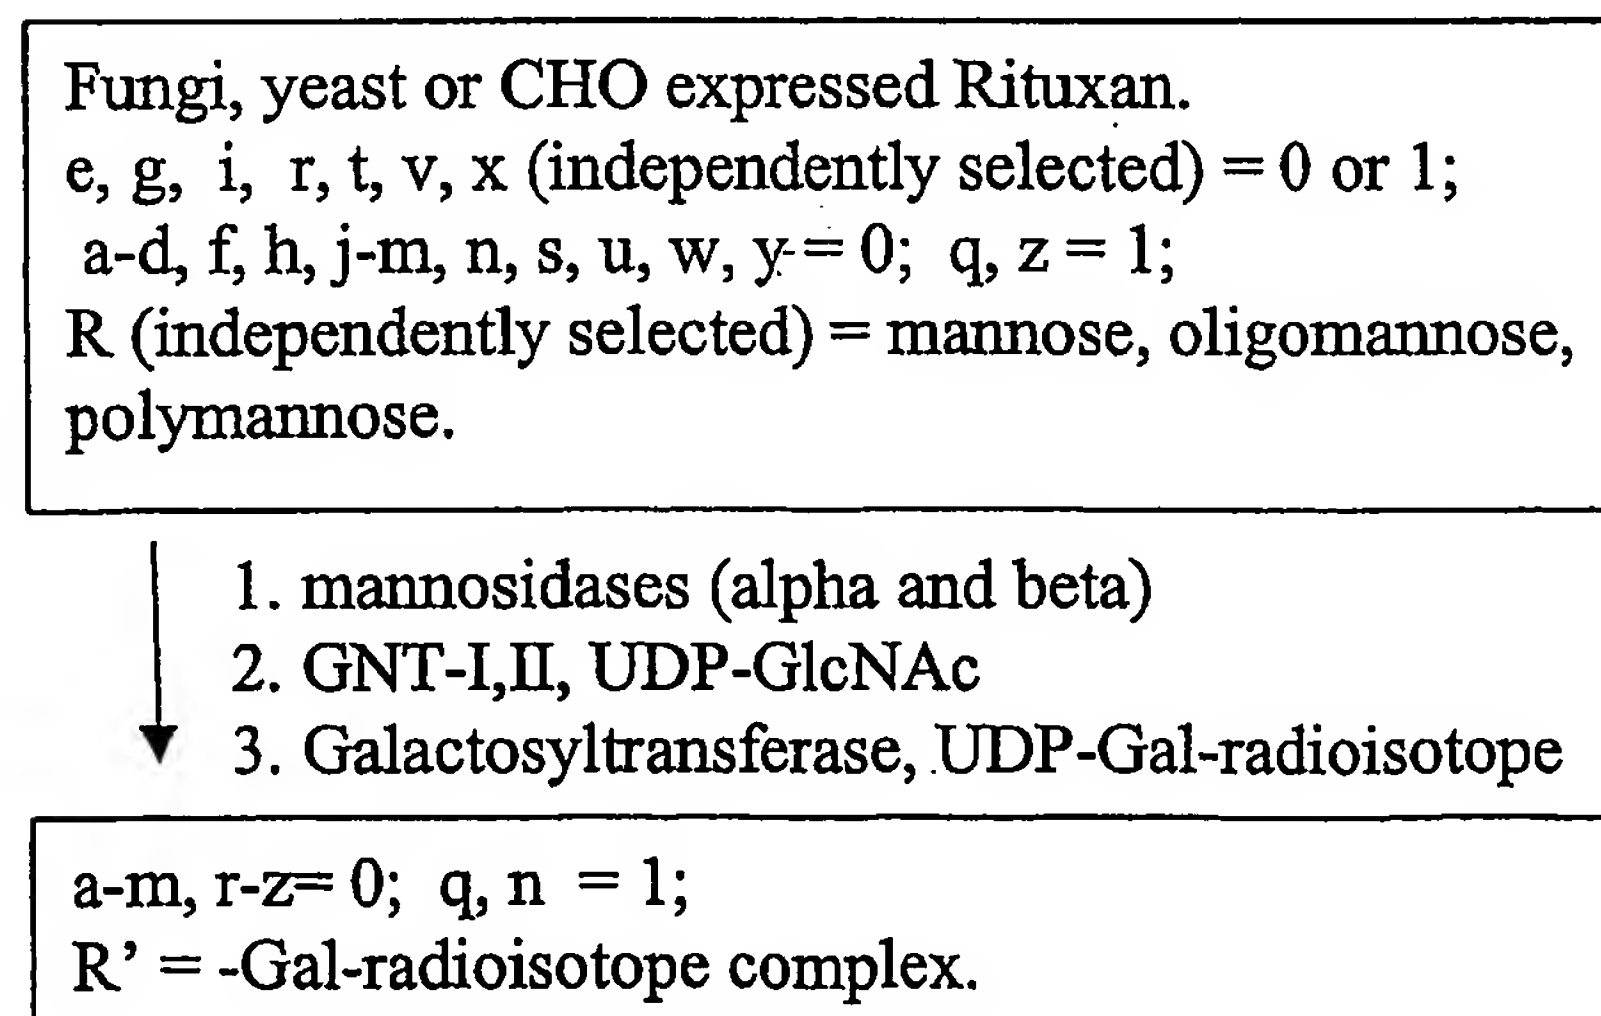 Fungi, yeast or CHO expressed Rituxan.
e, g, i, r, t, v, x (independently selected) = 0 or 1;
a-d, f, h, j-m, n, s, u, w, y = 0; q, z = 1;
R (independently selected) = mannose, oligomannose,
polymannose.
1. mannosidases (alpha and beta)
2. GNT-I,II, UDP-GlcNAc
3. Galactosyltransferase, UDP-Gal-radioisotope
a-m, r-z= 0; q, n = 1;
R’ = -Gal-radioisotope complex.